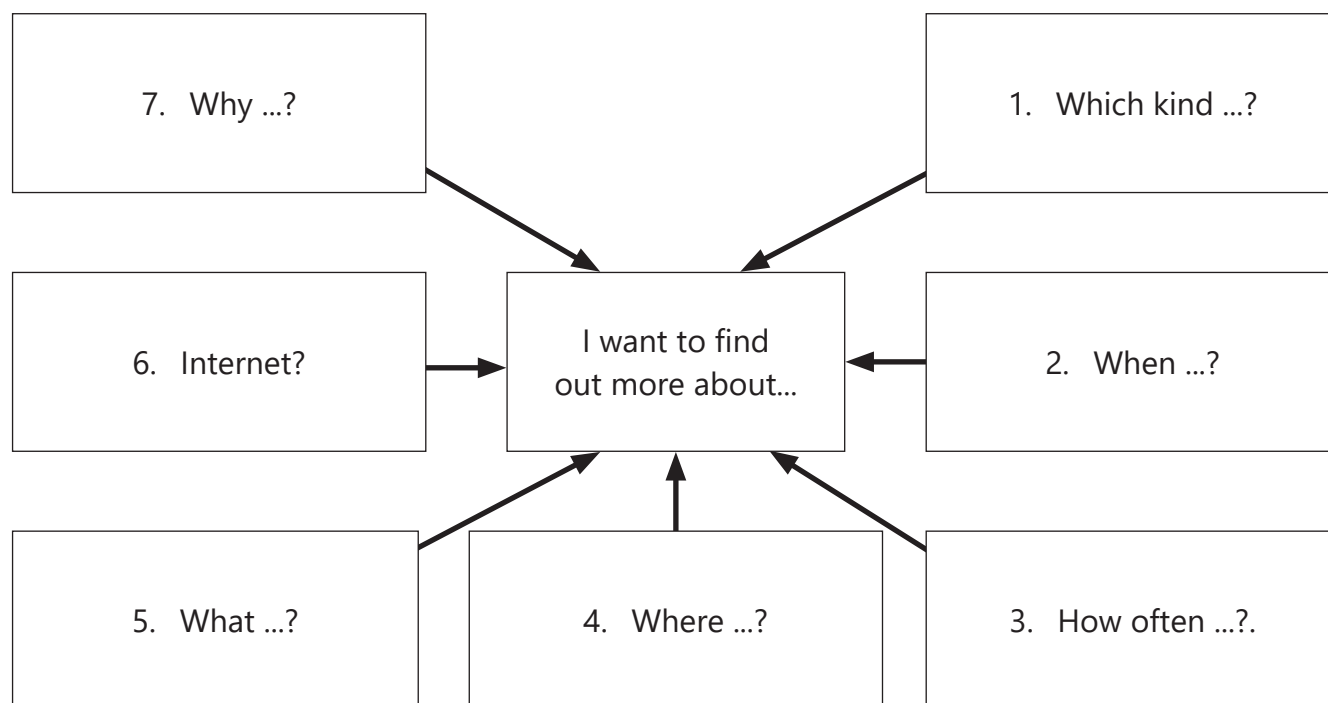 7. Why ...?
1. Which kind ...?
6. Internet?
I want to find
out more about...
2. When ...?
5. What ...?
4. Where ...?
3. How often ...?.